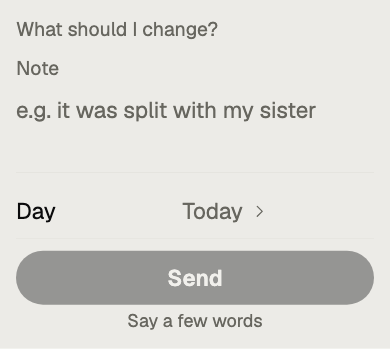 What should I change?
Note
e.g. it was split with my sister
Day Today
Send
Say a few words